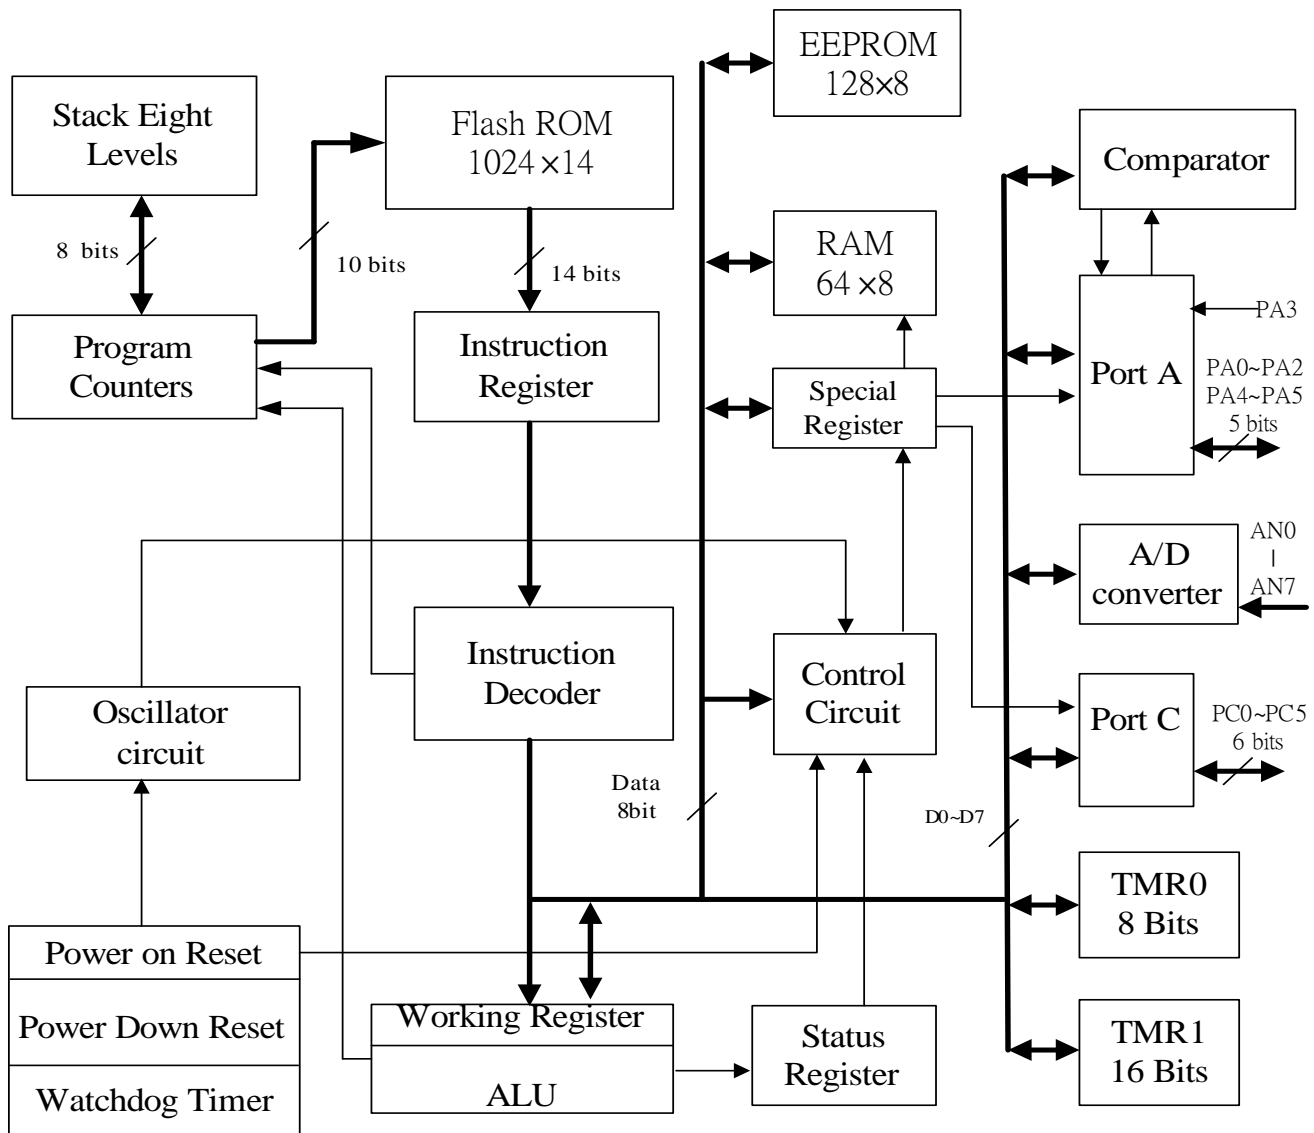 EEPROM
128×8
Stack Eight
Levels
Flash ROM
1024×14
Comparator
8 bits
10 bits
14 bits
RAM
64×8
PA3
Program
Counters
Instruction
Register
Special
Register
Port A
PA0~PA2
PA4~PA5
5 bits
A/D
converter
AN0
|
AN7
Instruction
Decoder
Control
Circuit
Oscillator
circuit
Port C
PC0~PC5
6 bits
Data
8bit
D0~D7
TMR0
8 Bits
Power on Reset
Power Down Reset
Watchdog Timer
Working Register
ALU
Status
Register
TMR1
16 Bits